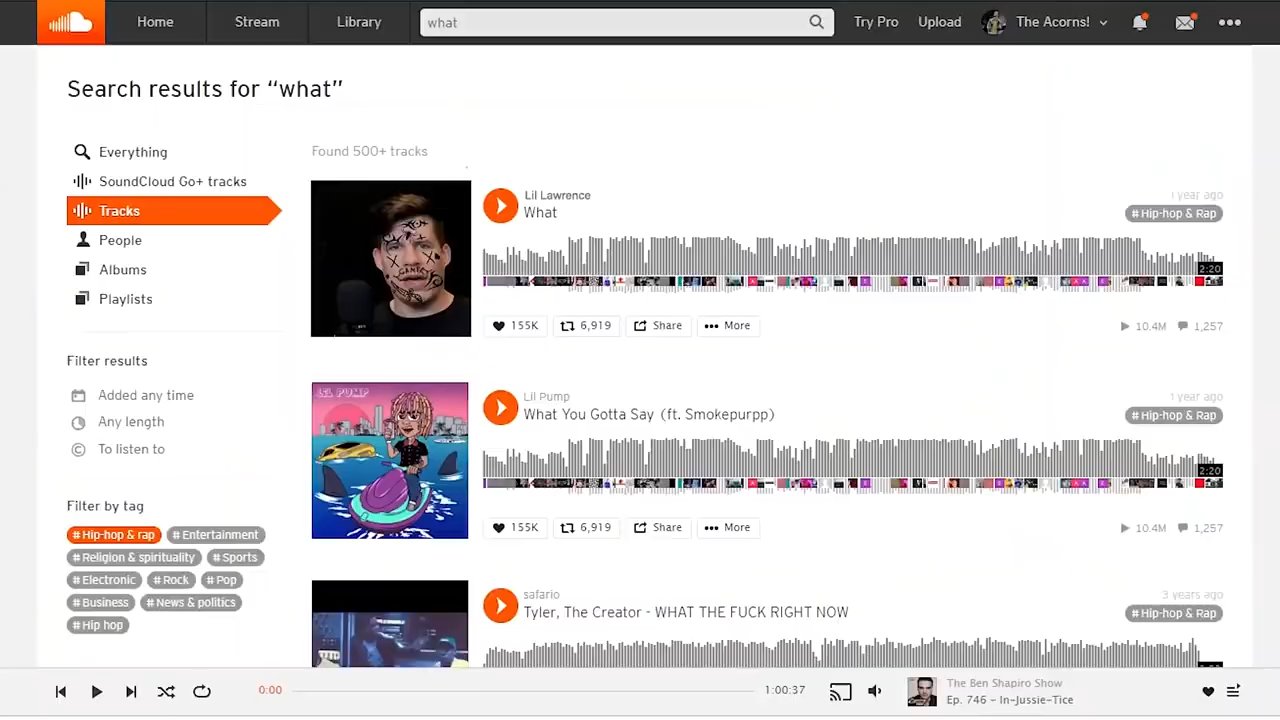 Home Stream Library what Try Pro Upload The Acorns!
Search results for “what”
Everything
SoundCloud Go+ tracks
Tracks
People
Albums
Playlists
Filter results
Added any time
Any length
To listen to
Filter by tag
# Hip-hop & rap # Entertainment
# Religion & spirituality # Sports
# Electronic # Rock # Pop
# Business # News & politics
# Hip hop
Found 500+ tracks
Lil Lawrence 1 year ago
What # Hip-hop & Rap
2:20
155K 6,919 Share More 10.4M 1,257
LIL PUMP
Lil Pump 1 year ago
What You Gotta Say (ft. Smokepurpp) # Hip-hop & Rap
2:20
155K 6,919 Share More 10.4M 1,257
safario 3 years ago
Tyler, The Creator - WHAT THE FUCK RIGHT NOW # Hip-hop & Rap
0:00 1:00:37
The Ben Shapiro Show
Ep. 746 - In-Jussie-Tice